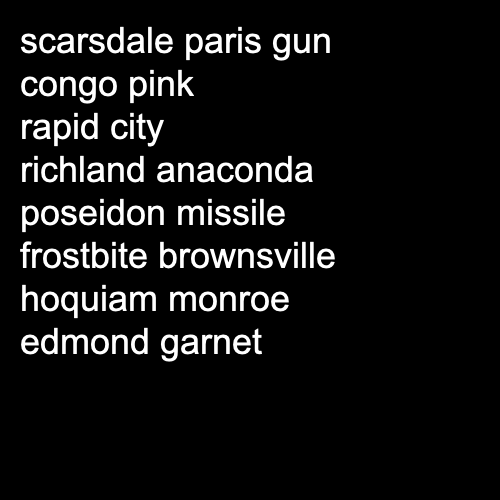 scarsdale paris gun
congo pink
rapid city
richland anaconda
poseidon missile
frostbite brownsville
hoquiam monroe
edmond garnet